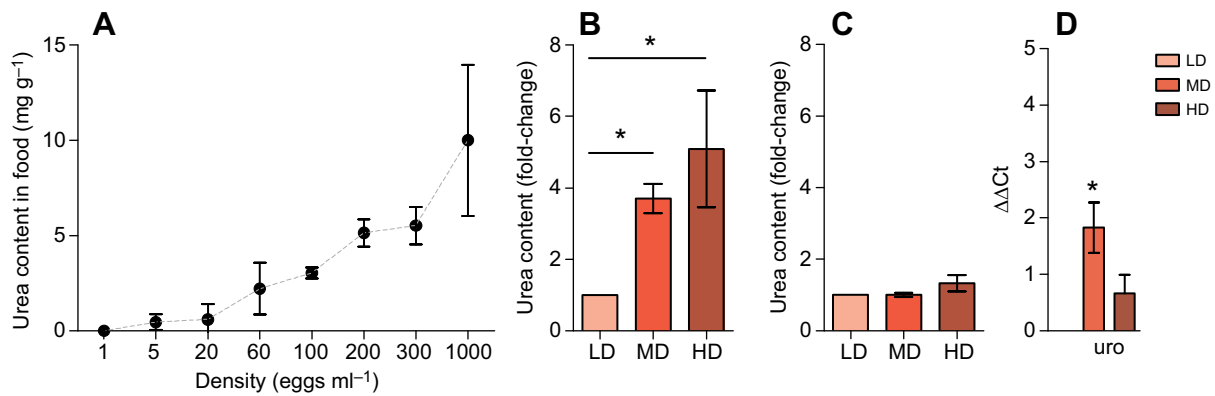 A
Urea content in food (mg g⁻¹)
15
10
5
0
1 5 20 60 100 200 300 1000
Density (eggs ml⁻¹)
B
Urea content (fold-change)
8
6
4
2
0
*
*
LD MD HD
C
Urea content (fold-change)
8
6
4
2
0
LD MD HD
D
ΔΔCt
5
4
3
2
1
0
*
uro
LD
MD
HD